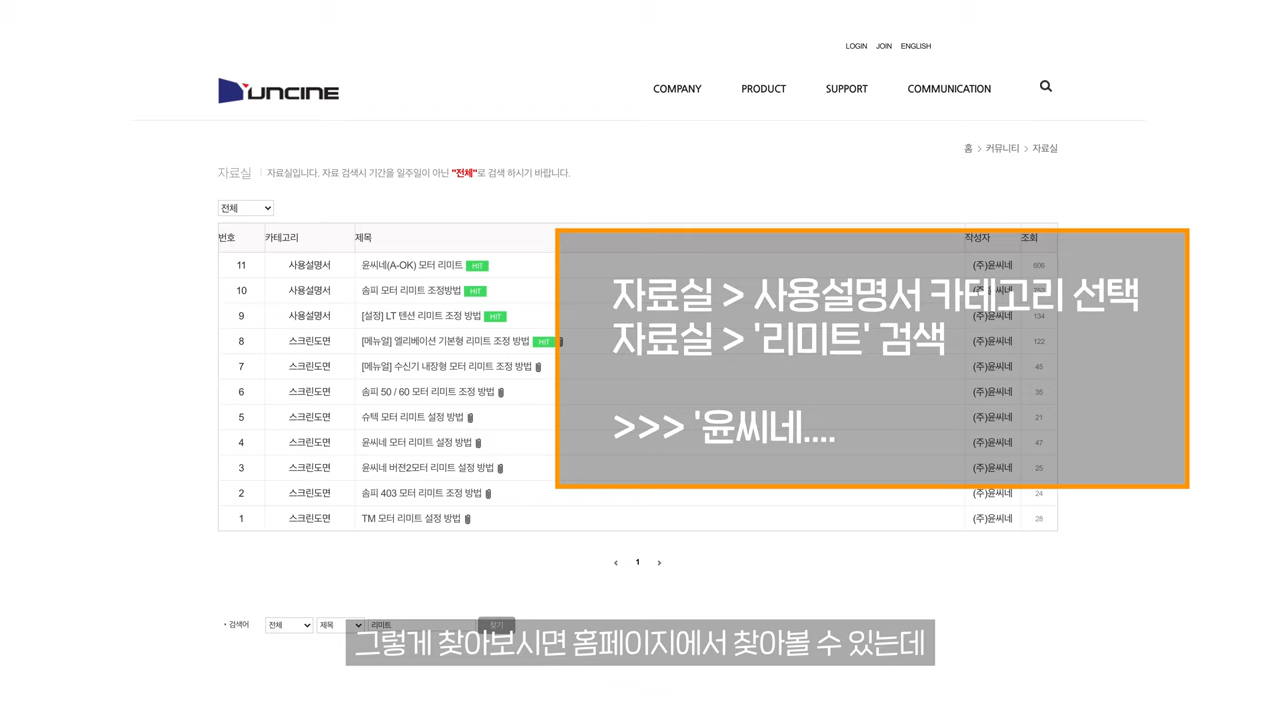 LOGIN JOIN ENGLISH
YUNCINE
COMPANY PRODUCT SUPPORT COMMUNICATION
홈 > 커뮤니티 > 자료실
자료실 자료실입니다. 자료 검색시 기간을 일주일이 아닌 "전체"로 검색 하시기 바랍니다.
전체
번호 카테고리 제목 작성자 조회
11 사용설명서 윤씨네(A-OK) 모터 리미트 HIT (주)윤씨네 606
10 사용설명서 솜피 모터 리미트 조정방법 HIT (주)윤씨네
9 사용설명서 [설정] LT 텐션 리미트 조정 방법 HIT (주)윤씨네 134
8 스크린도면 [메뉴얼] 엘리베이션 기본형 리미트 조정 방법 HIT (주)윤씨네 122
7 스크린도면 [메뉴얼] 수신기 내장형 모터 리미트 조정 방법 (주)윤씨네 45
6 스크린도면 솜피 50 / 60 모터 리미트 조정 방법 (주)윤씨네 35
5 스크린도면 슈텍 모터 리미트 설정 방법 (주)윤씨네 21
4 스크린도면 윤씨네 모터 리미트 설정 방법 (주)윤씨네 47
3 스크린도면 윤씨네 버젼2모터 리미트 설정 방법 (주)윤씨네 25
2 스크린도면 솜피 403 모터 리미트 조정 방법 (주)윤씨네 24
1 스크린도면 TM 모터 리미트 설정 방법 (주)윤씨네 28
자료실 > 사용설명서 카테고리 선택
자료실 > '리미트' 검색
>>> '윤씨네....
‹ 1 ›
• 검색어 전체 제목 리미트 찾기
그렇게 찾아보시면 홈페이지에서 찾아볼 수 있는데